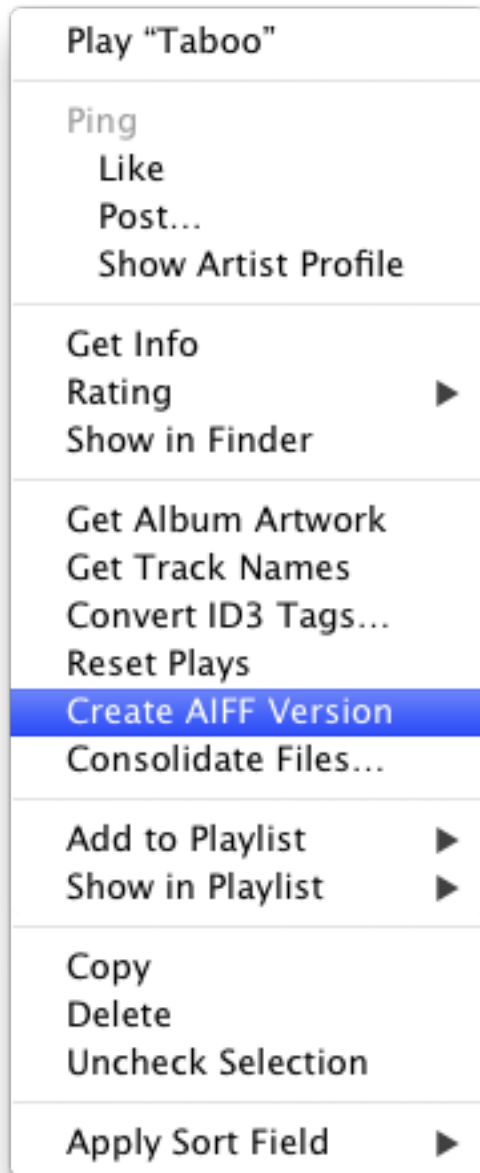 Play “Taboo”
Ping
Like
Post…
Show Artist Profile
Get Info
Rating
Show in Finder
Get Album Artwork
Get Track Names
Convert ID3 Tags…
Reset Plays
Create AIFF Version
Consolidate Files…
Add to Playlist
Show in Playlist
Copy
Delete
Uncheck Selection
Apply Sort Field